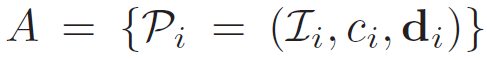 A = {𝒫ᵢ = (ℐᵢ, cᵢ, 𝐝ᵢ)}